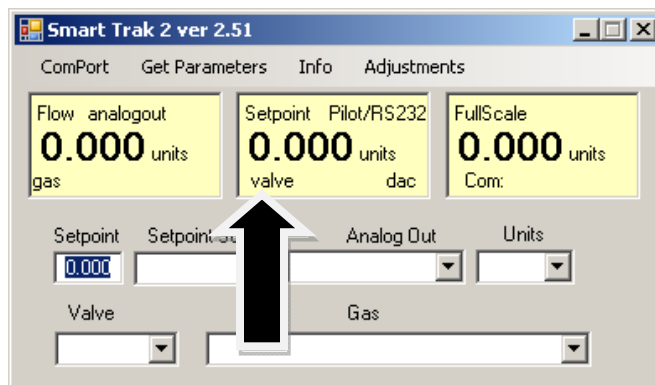 Smart Trak 2 ver 2.51
ComPort Get Parameters Info Adjustments
Flow analogout Setpoint Pilot/RS232 FullScale
0.000 units 0.000 units 0.000 units
gas valve dac Com:
Setpoint Setpoint Analog Out Units
0.000
Valve Gas